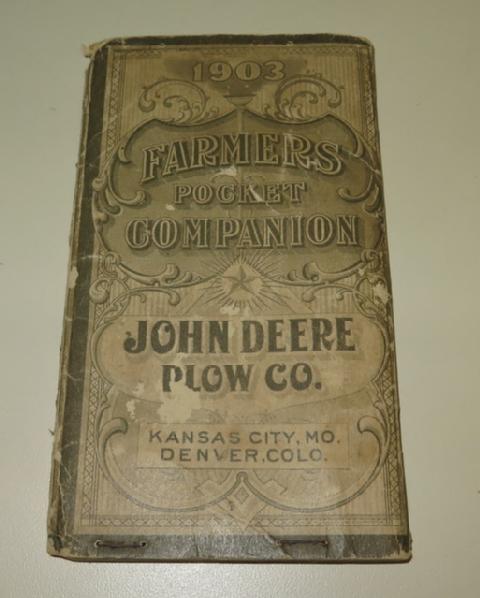 1903
FARMERS
POCKET
COMPANION
JOHN DEERE
PLOW CO.
KANSAS CITY, MO.
DENVER, COLO.